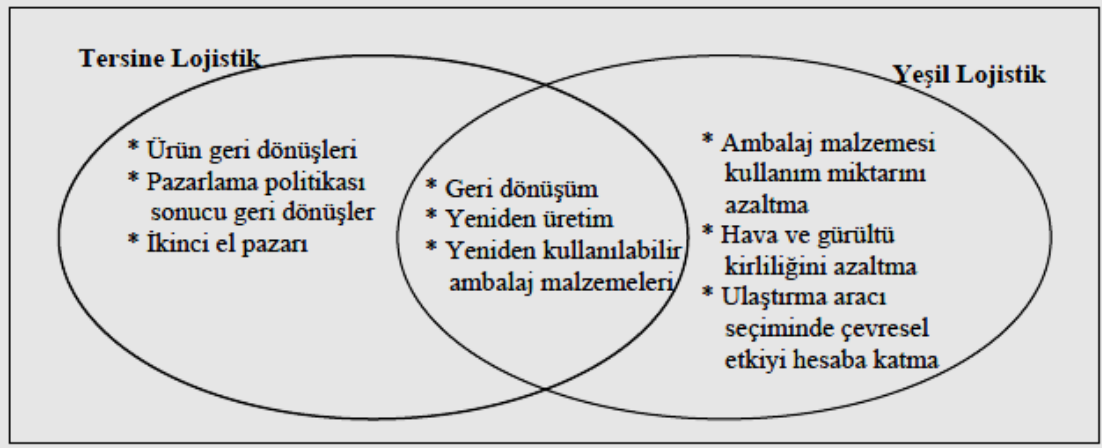 Tersine Lojistik
* Ürün geri dönüşleri
* Pazarlama politikası
sonucu geri dönüşler
* İkinci el pazarı
* Geri dönüşüm
* Yeniden üretim
* Yeniden kullanılabilir
ambalaj malzemeleri
Yeşil Lojistik
* Ambalaj malzemesi
kullanım miktarını
azaltma
* Hava ve gürültü
kirliliğini azaltma
* Ulaştırma aracı
seçiminde çevresel
etkiyi hesaba katma